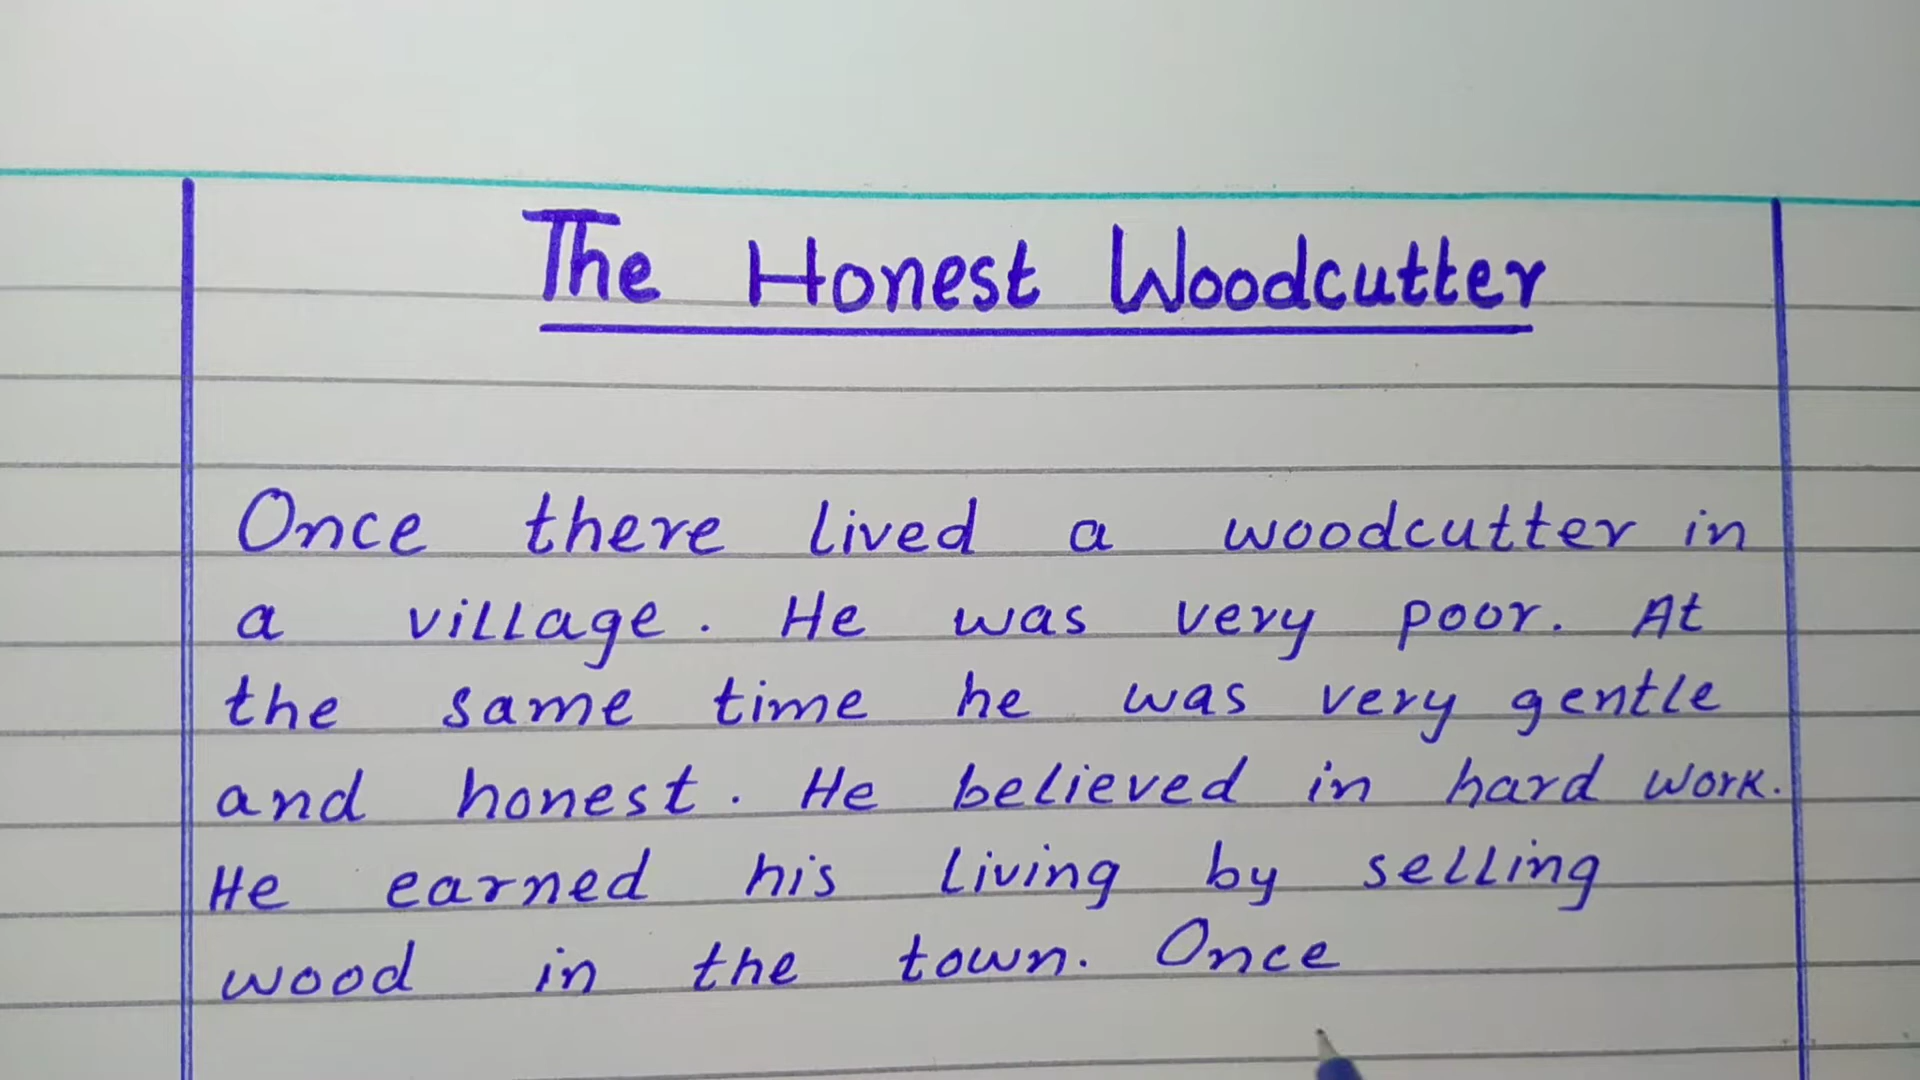 The Honest Woodcutter
Once there lived a woodcutter in
a village. He was very poor. At
the same time he was very gentle
and honest. He believed in hard work.
He earned his living by selling
wood in the town. Once